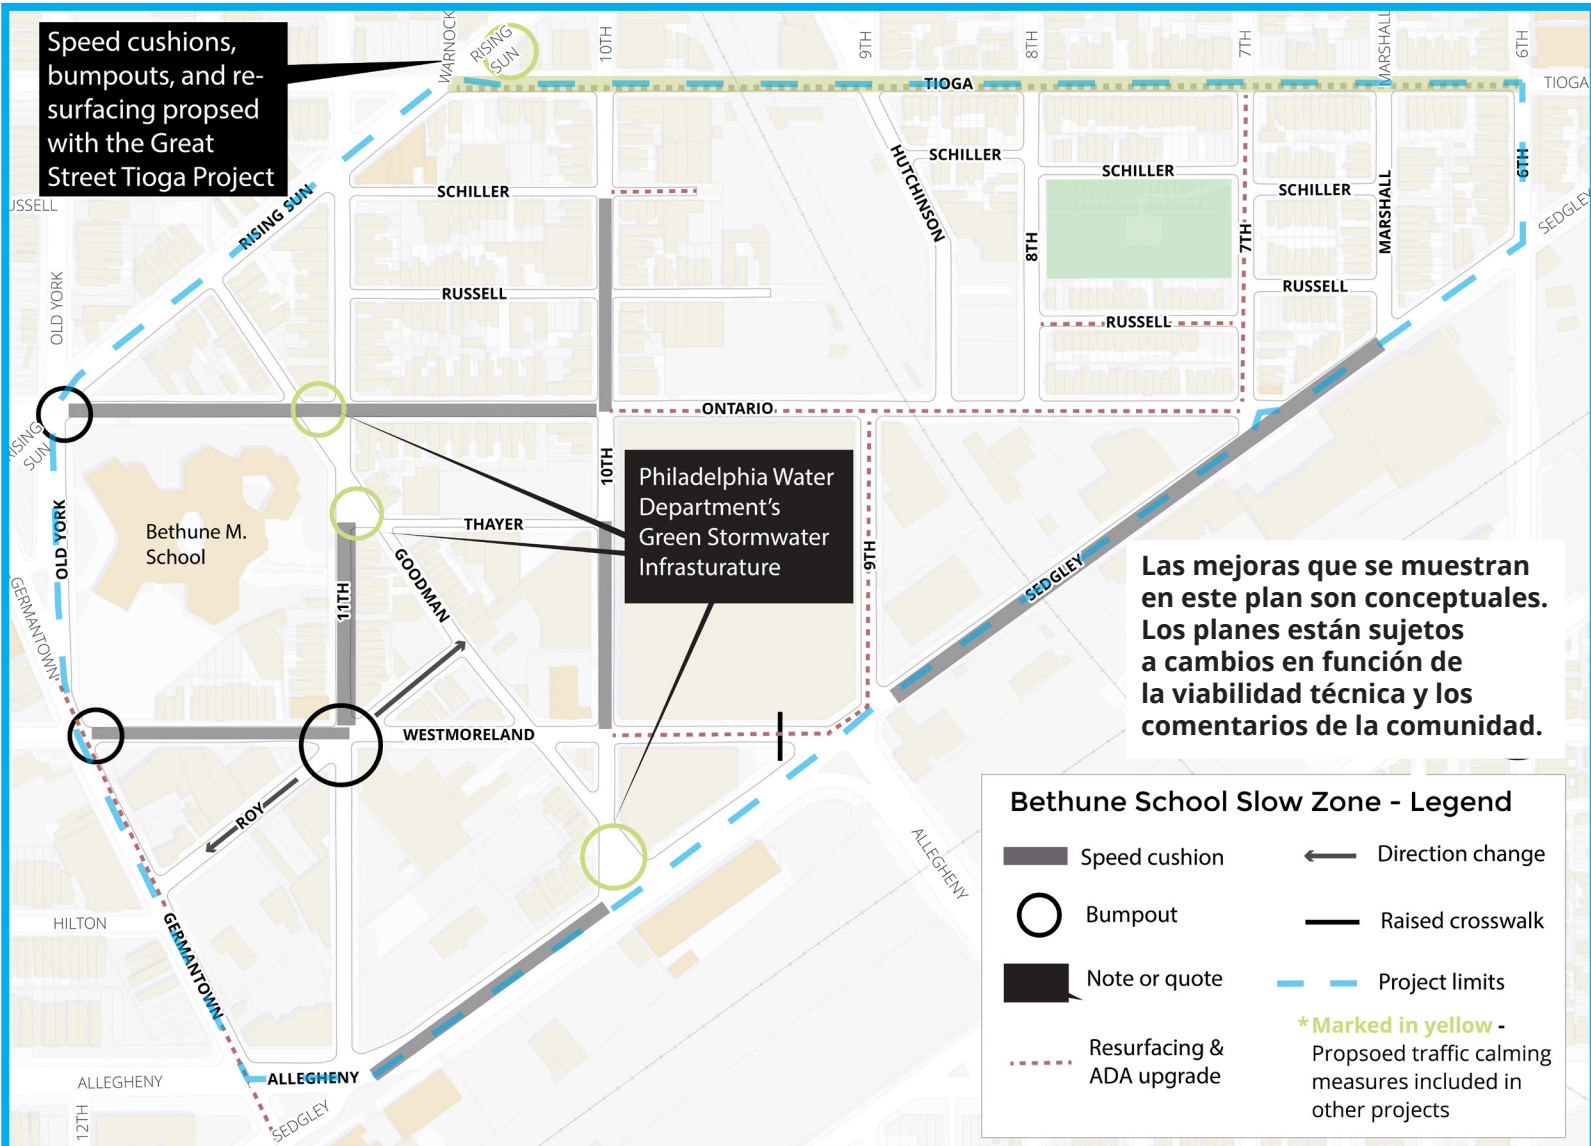 Speed cushions,
bumpouts, and re-
surfacing propsed
with the Great
Street Tioga Project
WARNOCK
RISING
SUN
10TH
9TH
8TH
7TH
MARSHALL
6TH
TIOGA
TIOGA
USSELL
RISING SUN
SCHILLER
HUTCHINSON
SCHILLER
SCHILLER
SCHILLER
MARSHALL
6TH
SEDGLEY
OLD YORK
RUSSELL
8TH
7TH
RUSSELL
RUSSELL
ONTARIO
RISING
SUN
OLD YORK
Bethune M.
School
10TH
THAYER
GOODMAN
11TH
Philadelphia Water
Department's
Green Stormwater
Infrasturature
9TH
SEDGLEY
Las mejoras que se muestran
en este plan son conceptuales.
Los planes están sujetos
a cambios en función de
la viabilidad técnica y los
comentarios de la comunidad.
GERMANTOWN
WESTMORELAND
ROY
ALLEGHENY
HILTON
GERMANTOWN
ALLEGHENY
ALLEGHENY
12TH
SEDGLEY
Bethune School Slow Zone - Legend
Speed cushion
Direction change
Bumpout
Raised crosswalk
Note or quote
Project limits
Resurfacing &
ADA upgrade
*Marked in yellow -
Propsoed traffic calming
measures included in
other projects